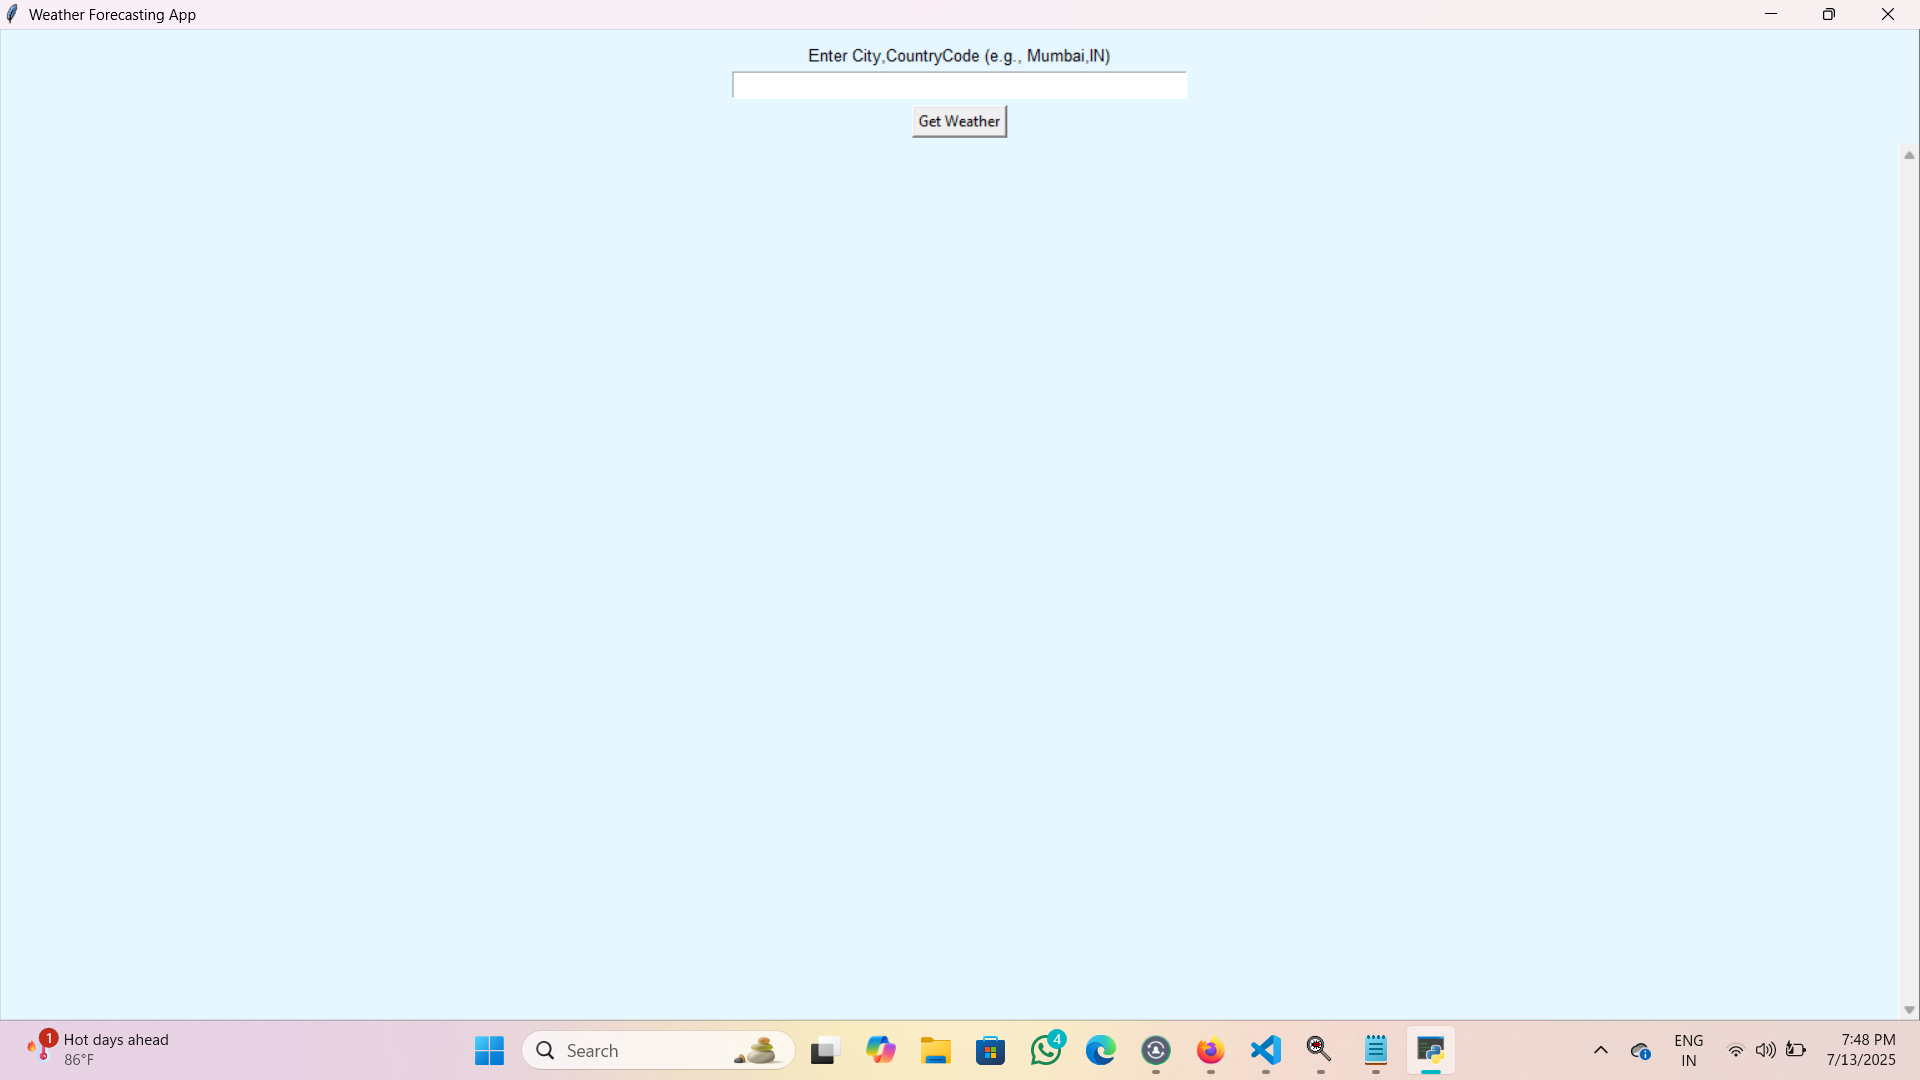 Weather Forecasting App
Enter City,CountryCode (e.g., Mumbai,IN)
Get Weather
1
Hot days ahead
86°F
Search
4
ENG
IN
7:48 PM
7/13/2025